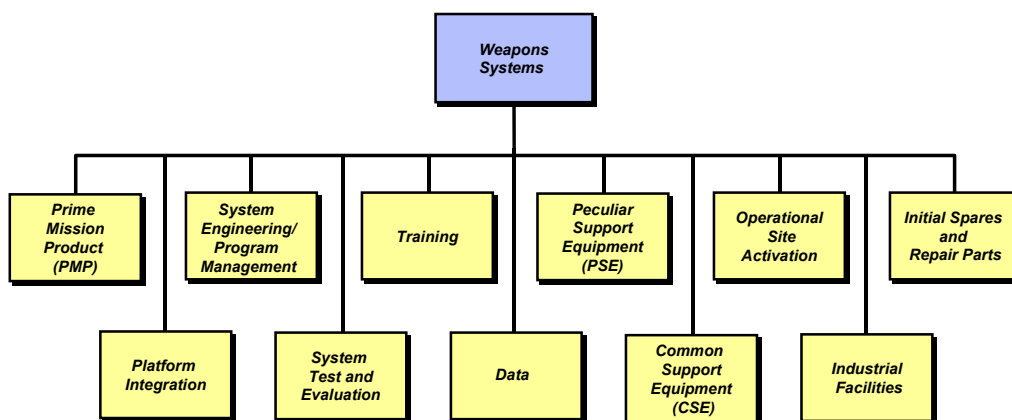 Weapons
Systems
Prime
Mission
Product
(PMP)
System
Engineering/
Program
Management
Training
Peculiar
Support
Equipment
(PSE)
Operational
Site
Activation
Initial Spares
and
Repair Parts
Platform
Integration
System
Test and
Evaluation
Data
Common
Support
Equipment
(CSE)
Industrial
Facilities